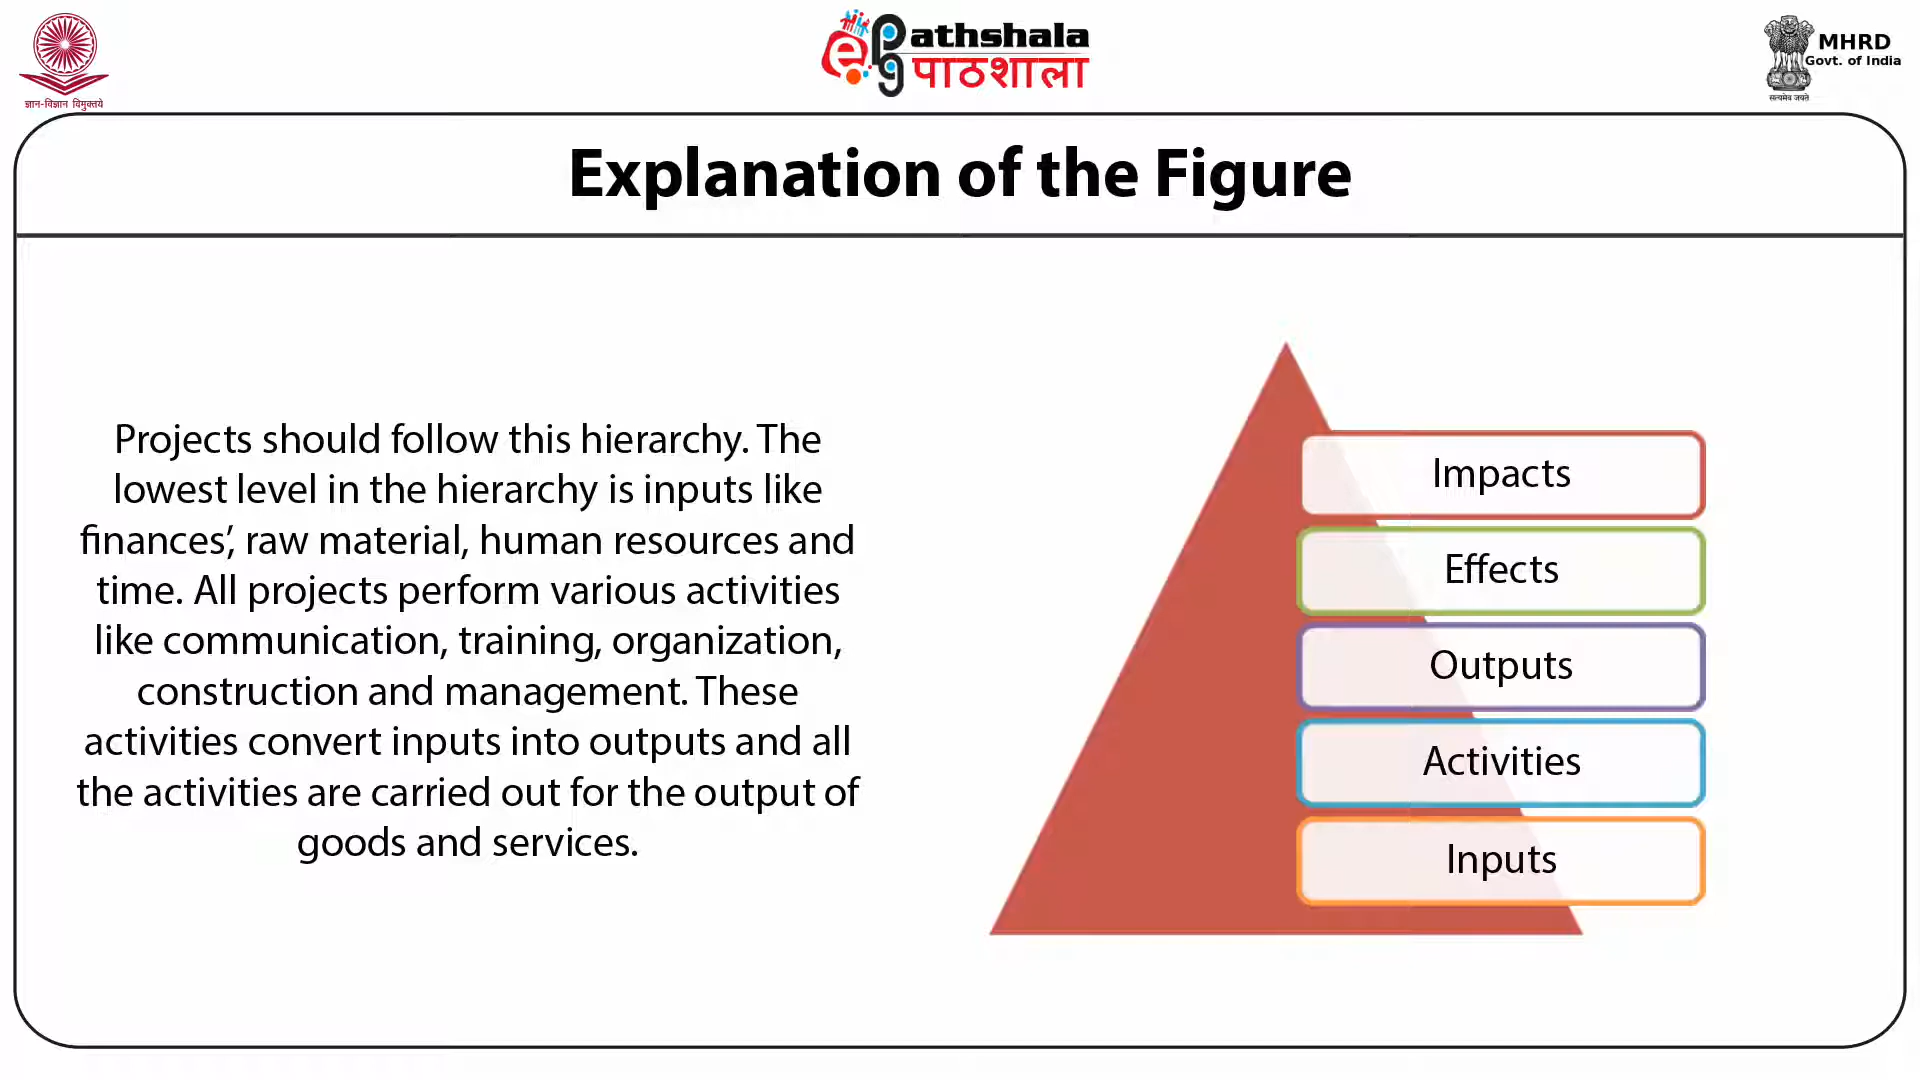 ज्ञान-विज्ञान विमुक्तये
ePG Pathshala
पाठशाला
MHRD
Govt. of India
सत्यमेव जयते
Explanation of the Figure
Projects should follow this hierarchy. The
lowest level in the hierarchy is inputs like
finances’, raw material, human resources and
time. All projects perform various activities
like communication, training, organization,
construction and management. These
activities convert inputs into outputs and all
the activities are carried out for the output of
goods and services.
Impacts
Effects
Outputs
Activities
Inputs